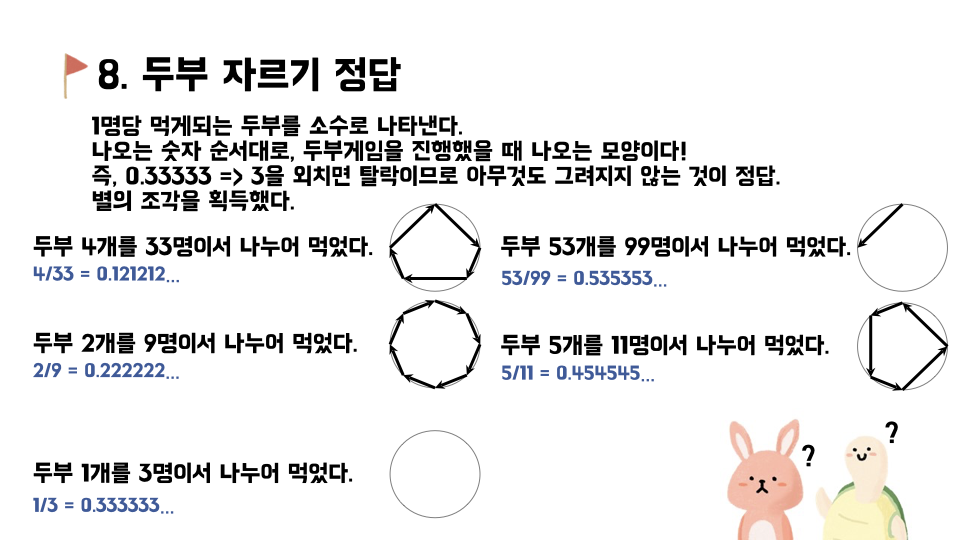 8. 두부 자르기 정답
1명당 먹게되는 두부를 소수로 나타낸다.
나오는 숫자 순서대로, 두부게임을 진행했을 때 나오는 모양이다!
즉, 0.33333 => 3을 외치면 탈락이므로 아무것도 그려지지 않는 것이 정답.
별의 조각을 획득했다.
두부 4개를 33명이서 나누어 먹었다.
4/33 = 0.121212...
두부 53개를 99명이서 나누어 먹었다.
53/99 = 0.535353...
두부 2개를 9명이서 나누어 먹었다.
2/9 = 0.222222...
두부 5개를 11명이서 나누어 먹었다.
5/11 = 0.454545...
두부 1개를 3명이서 나누어 먹었다.
1/3 = 0.333333...
?
?